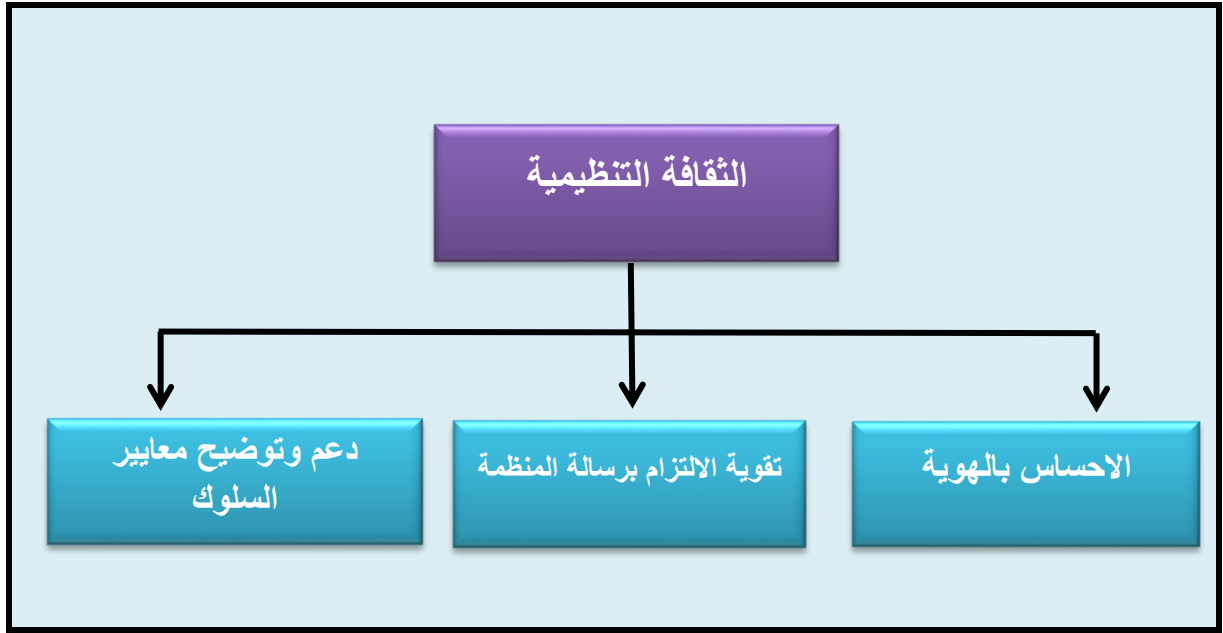 الثقافة التنظيمية
الاحساس بالهوية
تقوية الالتزام برسالة المنظمة
دعم وتوضيح معايير
السلوك